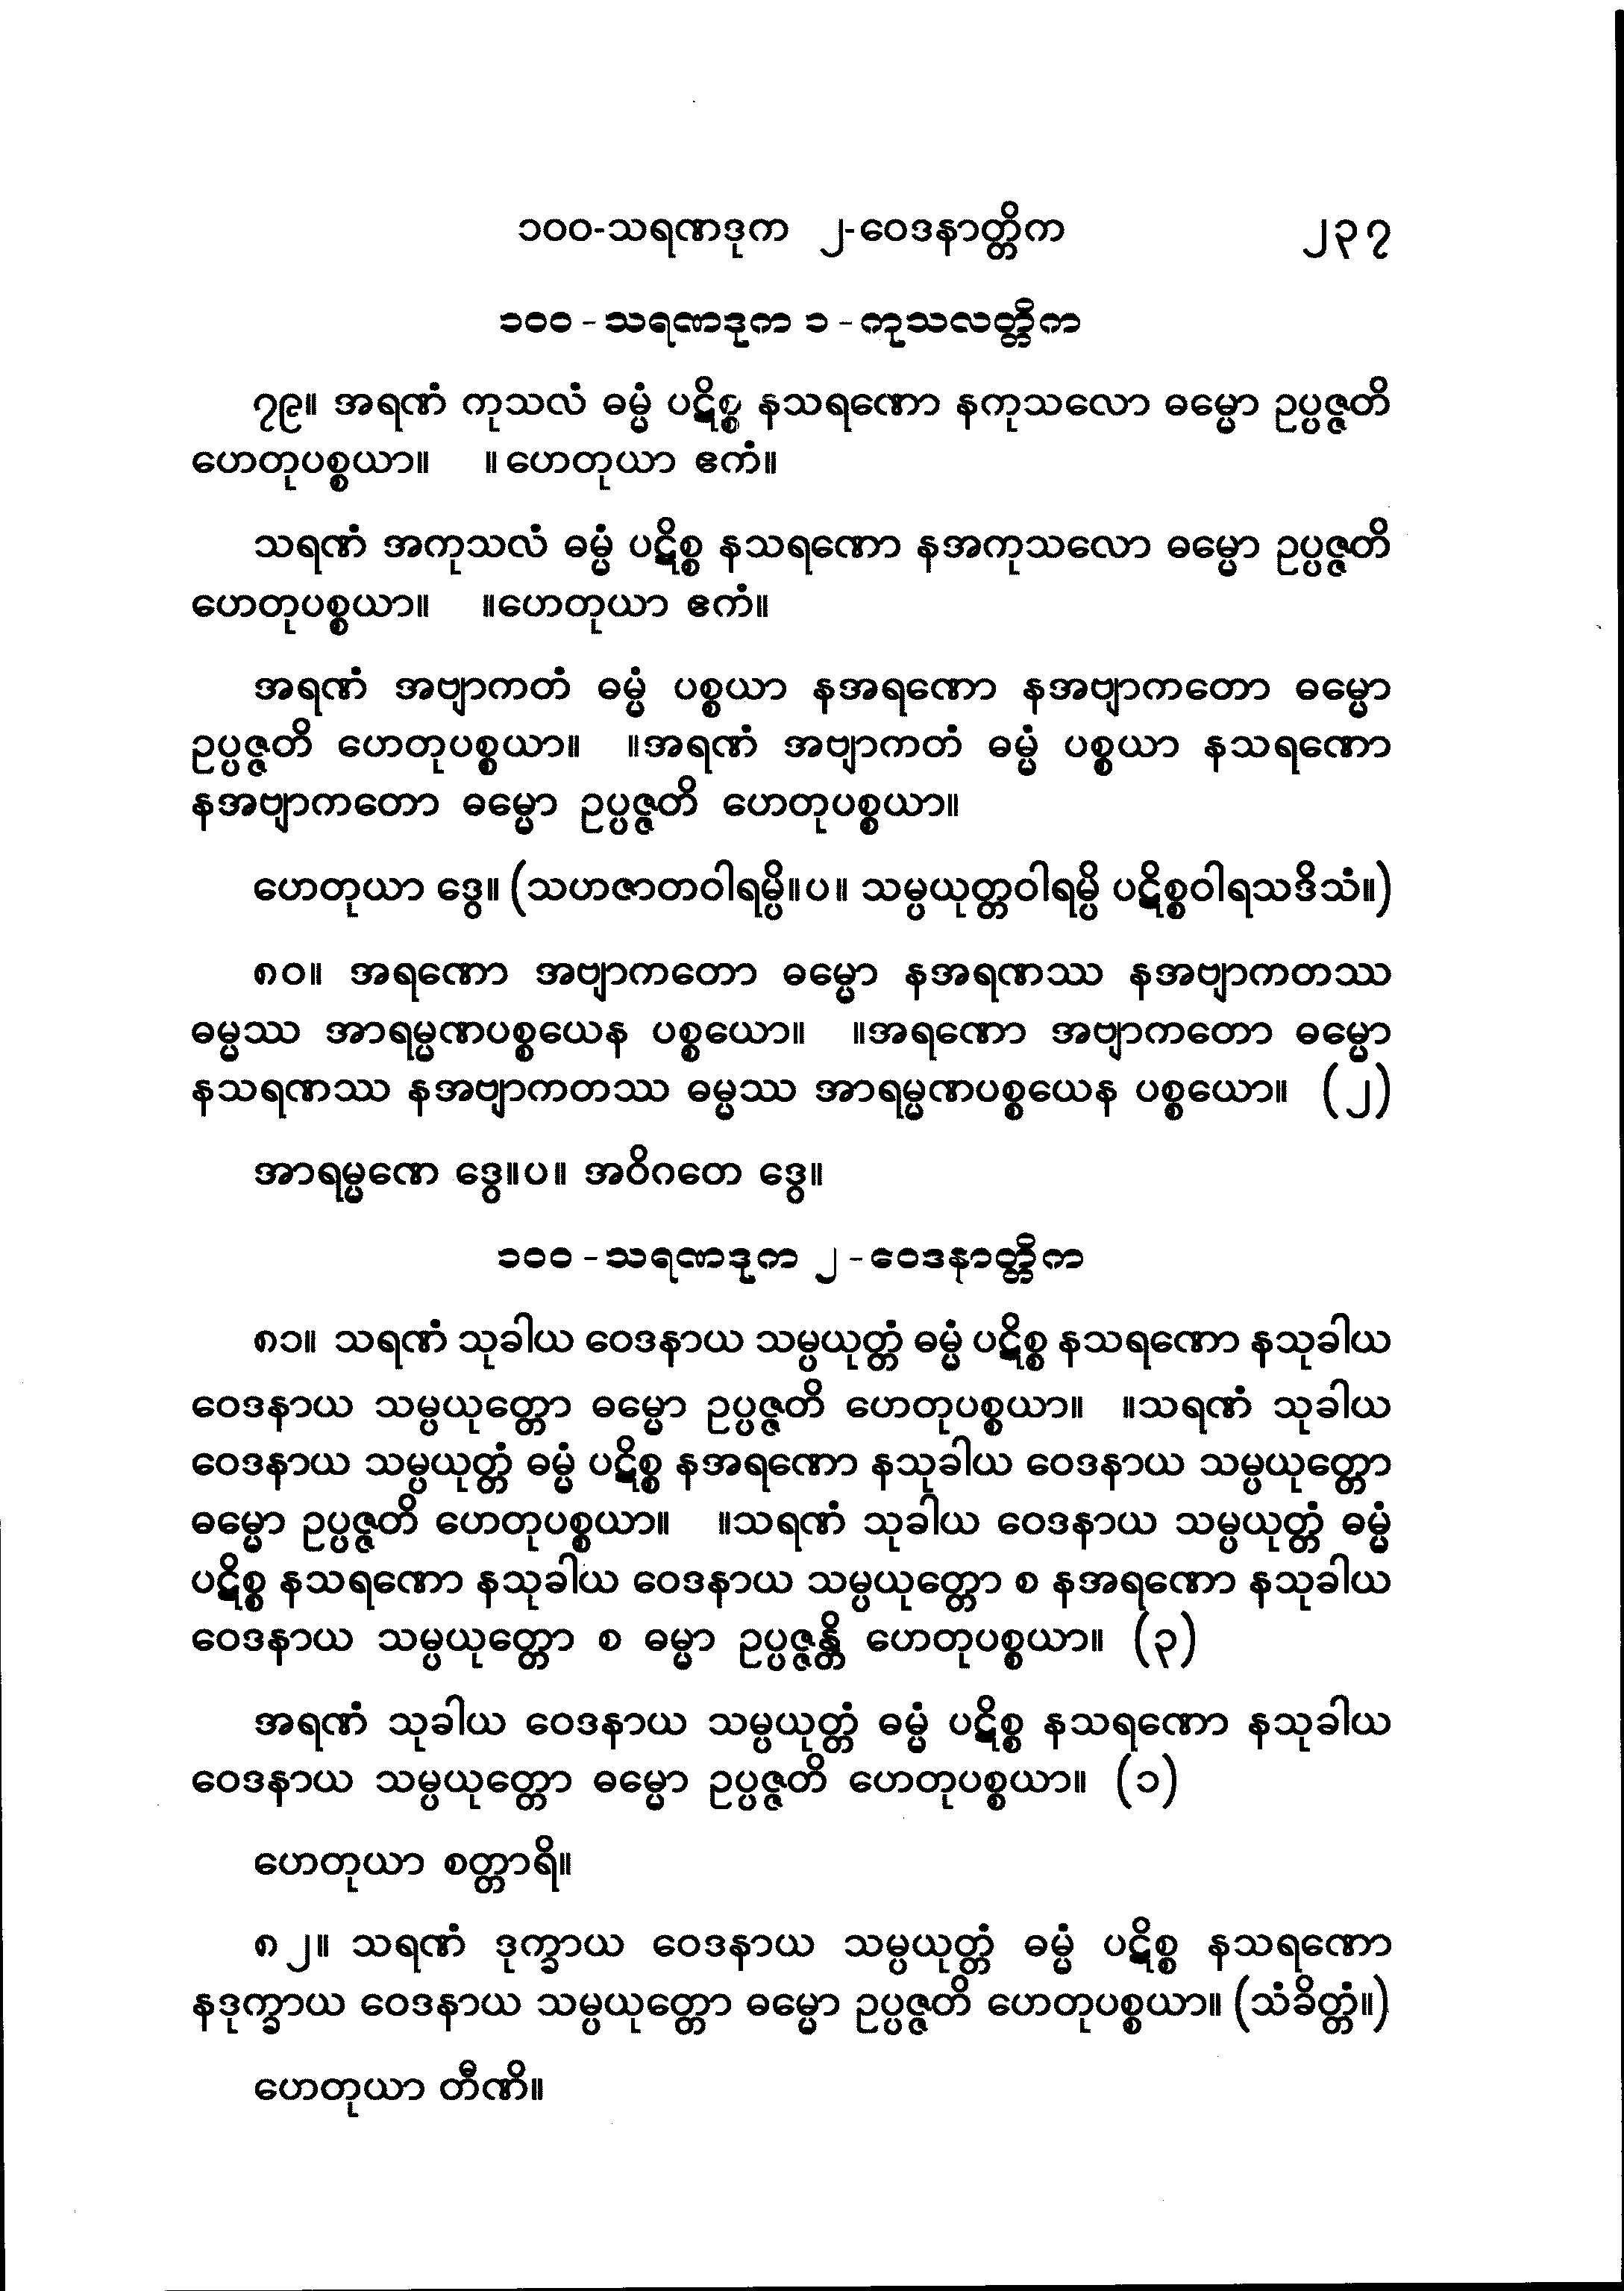 ၁၀၀-သရဏဒုက ၂-ဝေဒနာတ္တိက ၂၃၇
၁၀၀ - သရဏဒုက ၁ - ကုသလတ္တိက
၇၉။ အရဏံ ကုသလံ ဓမ္မံ ပဋိစ္စ နသရဏော နကုသလော ဓမ္မော ဥပ္ပဇ္ဇတိ
ဟေတုပစ္စယာ။ ။ ဟေတုယာ ဧကံ။
သရဏံ အကုသလံ ဓမ္မံ ပဋိစ္စ နသရဏော နအကုသလော ဓမ္မော ဥပ္ပဇ္ဇတိ
ဟေတုပစ္စယာ။ ။ဟေတုယာ ဧကံ။
အရဏံ အဗျာကတံ ဓမ္မံ ပစ္စယာ နအရဏော နအဗျာကတော ဓမ္မော
ဥပ္ပဇ္ဇတိ ဟေတုပစ္စယာ။ ။အရဏံ အဗျာကတံ ဓမ္မံ ပစ္စယာ နသရဏော
နအဗျာကတော ဓမ္မော ဥပ္ပဇ္ဇတိ ဟေတုပစ္စယာ။
ဟေတုယာ ဒွေ။ (သဟဇာတဝါရမ္ပိ။ပ။ သမ္ပယုတ္တဝါရမ္ပိ ပဋိစ္စဝါရသဒိသံ။)
၈၀။ အရဏော အဗျာကတော ဓမ္မော နအရဏဿ နအဗျာကတဿ
ဓမ္မဿ အာရမ္မဏပစ္စယေန ပစ္စယော။ ။အရဏော အဗျာကတော ဓမ္မော
နသရဏဿ နအဗျာကတဿ ဓမ္မဿ အာရမ္မဏပစ္စယေန ပစ္စယော။ (၂)
အာရမ္မဏေ ဒွေ။ပ။ အဝိဂတေ ဒွေ။
၁၀၀ - သရဏဒုက ၂ - ဝေဒနာတ္တိက
၈၁။ သရဏံ သုခါယ ဝေဒနာယ သမ္ပယုတ္တံ ဓမ္မံ ပဋိစ္စ နသရဏော နသုခါယ
ဝေဒနာယ သမ္ပယုတ္တော ဓမ္မော ဥပ္ပဇ္ဇတိ ဟေတုပစ္စယာ။ ။သရဏံ သုခါယ
ဝေဒနာယ သမ္ပယုတ္တံ ဓမ္မံ ပဋိစ္စ နအရဏော နသုခါယ ဝေဒနာယ သမ္ပယုတ္တော
ဓမ္မော ဥပ္ပဇ္ဇတိ ဟေတုပစ္စယာ။ ။သရဏံ သုခါယ ဝေဒနာယ သမ္ပယုတ္တံ ဓမ္မံ
ပဋိစ္စ နသရဏော နသုခါယ ဝေဒနာယ သမ္ပယုတ္တော စ နအရဏော နသုခါယ
ဝေဒနာယ သမ္ပယုတ္တော စ ဓမ္မာ ဥပ္ပဇ္ဇန္တိ ဟေတုပစ္စယာ။ (၃)
အရဏံ သုခါယ ဝေဒနာယ သမ္ပယုတ္တံ ဓမ္မံ ပဋိစ္စ နသရဏော နသုခါယ
ဝေဒနာယ သမ္ပယုတ္တော ဓမ္မော ဥပ္ပဇ္ဇတိ ဟေတုပစ္စယာ။ (၁)
ဟေတုယာ စတ္တာရိ။
၈၂။ သရဏံ ဒုက္ခာယ ဝေဒနာယ သမ္ပယုတ္တံ ဓမ္မံ ပဋိစ္စ နသရဏော
နဒုက္ခာယ ဝေဒနာယ သမ္ပယုတ္တော ဓမ္မော ဥပ္ပဇ္ဇတိ ဟေတုပစ္စယာ။ (သံခိတ္တံ။)
ဟေတုယာ တီဏိ။